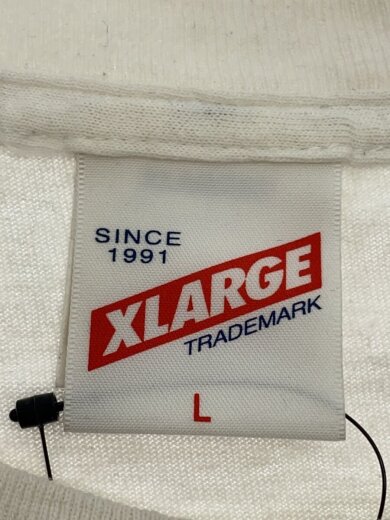 SINCE
1991
XLARGE
TRADEMARK
L